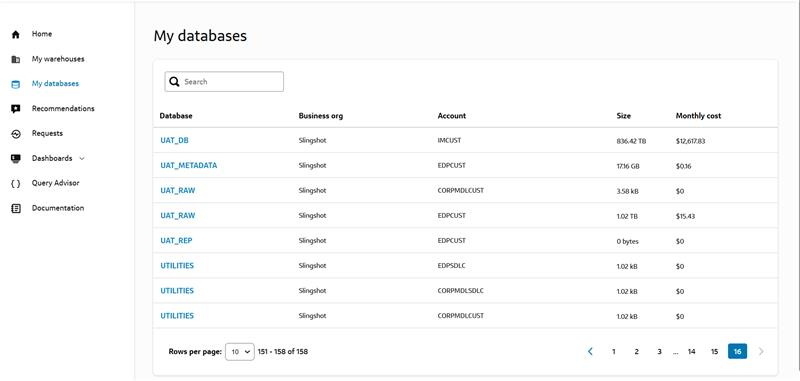 My databases
Home
My warehouses
My databases
Recommendations
Requests
Dashboards
Query Advisor
Documentation
Search
Database Business org Account Size Monthly cost
UAT_DB Slingshot IMCUST 836.42 TB $12,617.83
UAT_METADATA Slingshot EDPCUST 17.16 GB $0.16
UAT_RAW Slingshot CORPMDLCUST 3.58 kB $0
UAT_RAW Slingshot EDPCUST 1.02 TB $15.43
UAT_REP Slingshot EDPCUST 0 bytes $0
UTILITIES Slingshot EDPSDLC 1.02 kB $0
UTILITIES Slingshot CORPMDLSDLC 1.02 kB $0
UTILITIES Slingshot CORPMDLCUST 1.02 kB $0
Rows per page: 10 151 - 158 of 158 1 2 3 ... 14 15 16